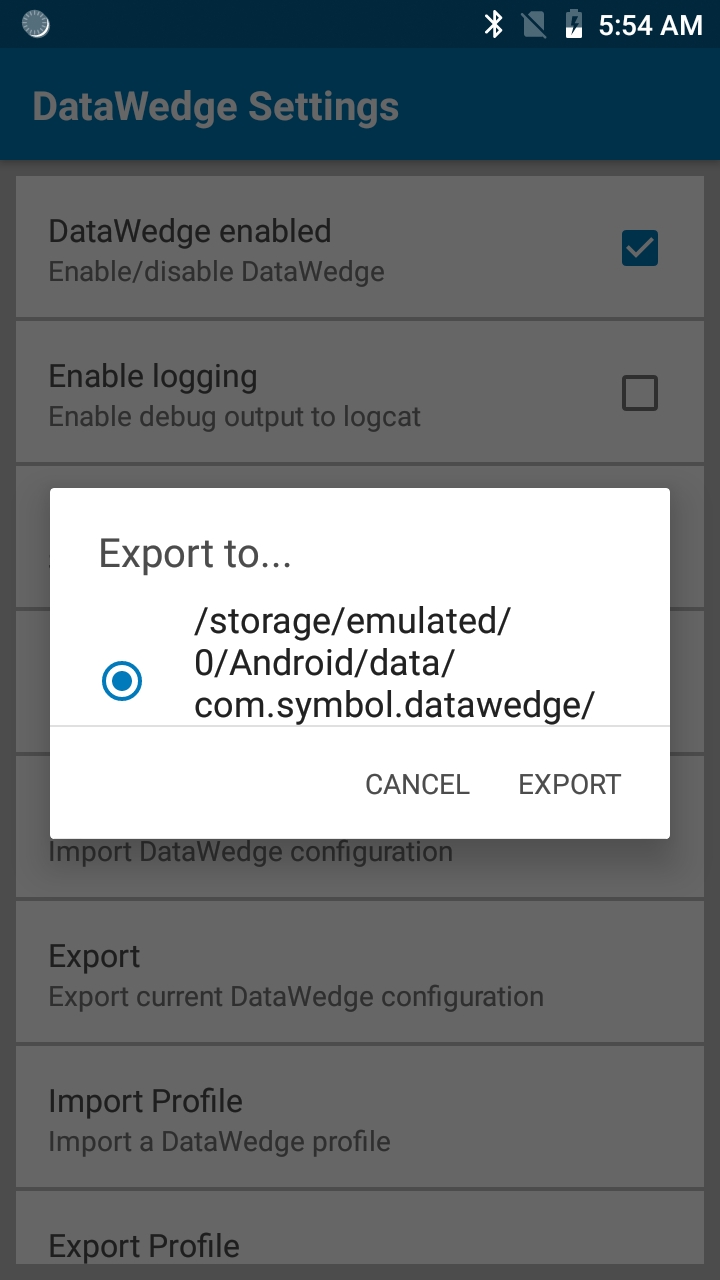 5:54 AM
DataWedge Settings
DataWedge enabled
Enable/disable DataWedge
Enable logging
Enable debug output to logcat
Export to...
/storage/emulated/
0/Android/data/
com.symbol.datawedge/
CANCEL EXPORT
Import DataWedge configuration
Export
Export current DataWedge configuration
Import Profile
Import a DataWedge profile
Export Profile